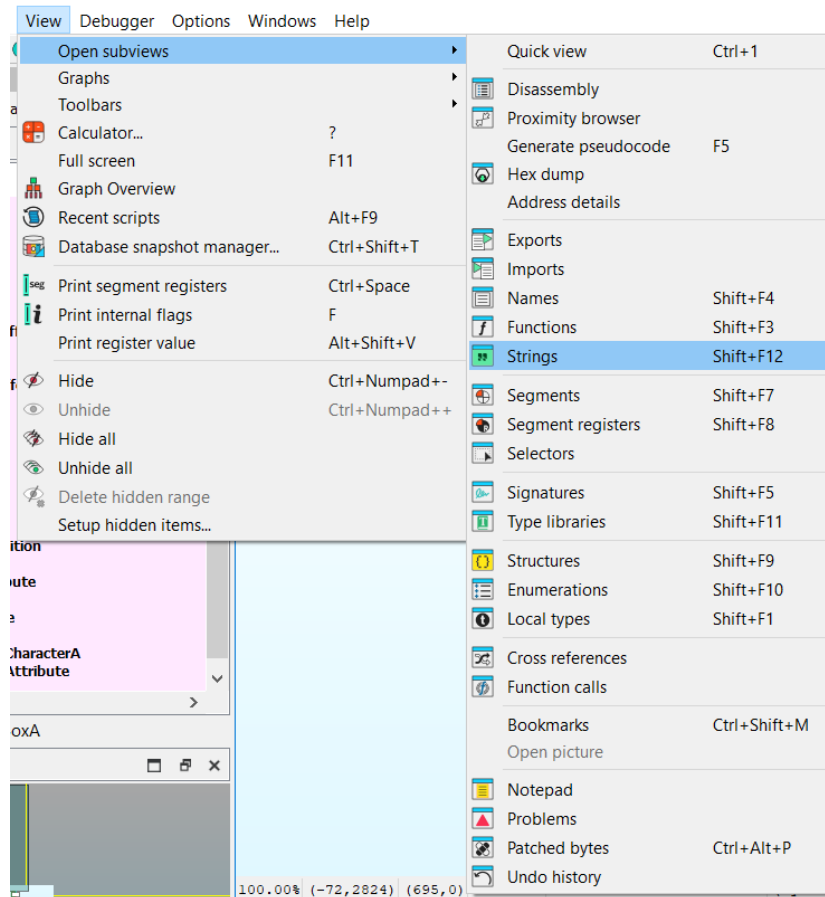 View Debugger Options Windows Help
Open subviews
Graphs
Toolbars
Calculator... ?
Full screen F11
Graph Overview
Recent scripts Alt+F9
Database snapshot manager... Ctrl+Shift+T
seg Print segment registers Ctrl+Space
Print internal flags F
Print register value Alt+Shift+V
Hide Ctrl+Numpad+-
Unhide Ctrl+Numpad++
Hide all
Unhide all
Delete hidden range
Setup hidden items...
Quick view Ctrl+1
Disassembly
Proximity browser
Generate pseudocode F5
Hex dump
Address details
Exports
Imports
Names Shift+F4
Functions Shift+F3
Strings Shift+F12
Segments Shift+F7
Segment registers Shift+F8
Selectors
Signatures Shift+F5
Type libraries Shift+F11
Structures Shift+F9
Enumerations Shift+F10
Local types Shift+F1
Cross references
Function calls
Bookmarks Ctrl+Shift+M
Open picture
Notepad
Problems
Patched bytes Ctrl+Alt+P
Undo history
ition
ute
e
CharacterA
Attribute
oxA
100.00% (-72,2824) (695,0)